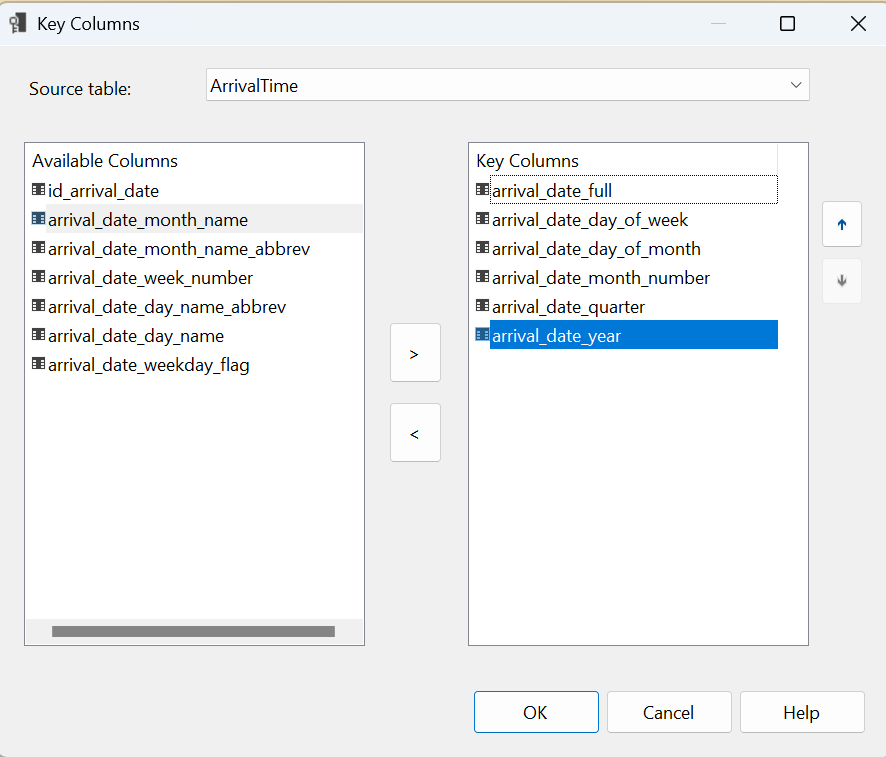 Key Columns
Source table:
ArrivalTime
Available Columns
id_arrival_date
arrival_date_month_name
arrival_date_month_name_abbrev
arrival_date_week_number
arrival_date_day_name_abbrev
arrival_date_day_name
arrival_date_weekday_flag
>
<
Key Columns
arrival_date_full
arrival_date_day_of_week
arrival_date_day_of_month
arrival_date_month_number
arrival_date_quarter
arrival_date_year
OK
Cancel
Help